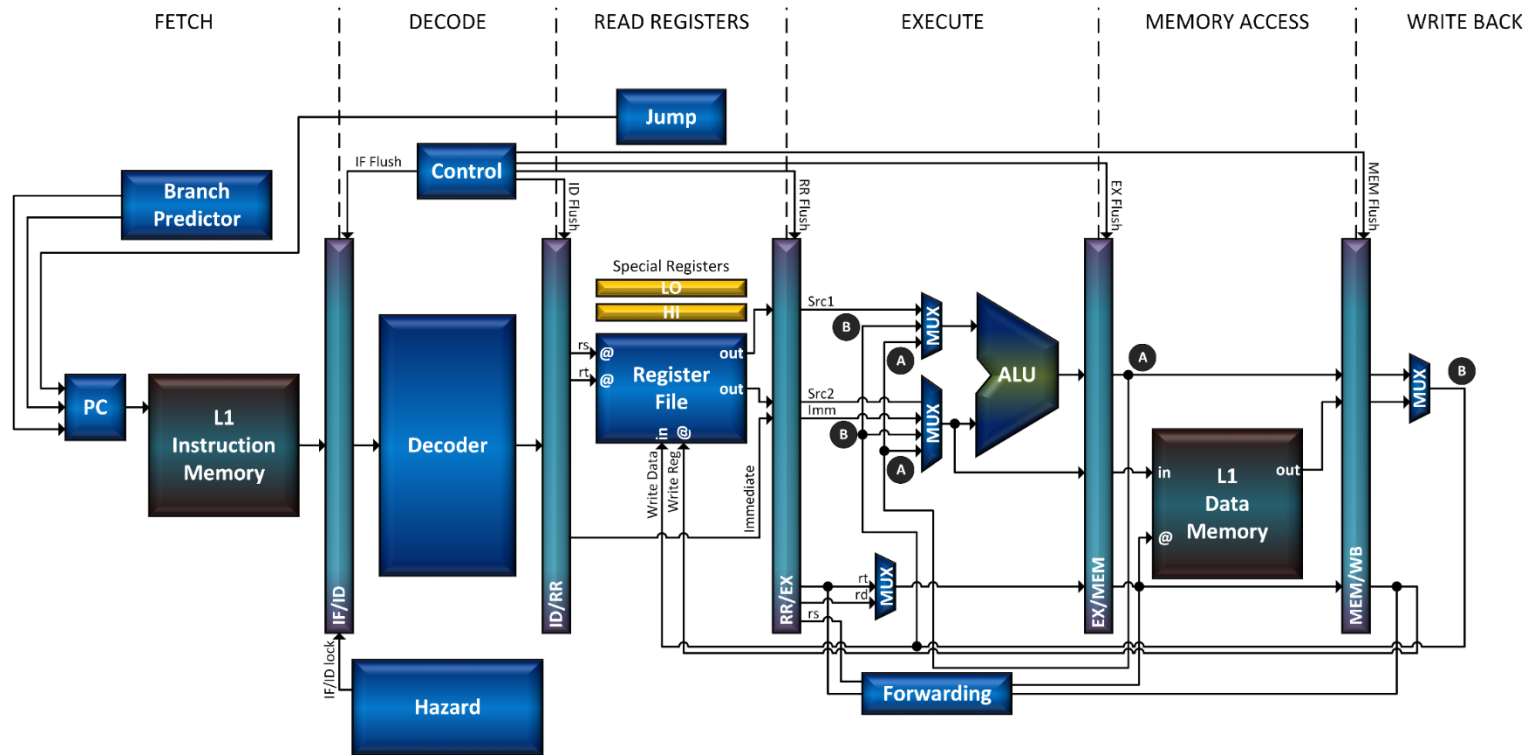 FETCH
DECODE
READ REGISTERS
EXECUTE
MEMORY ACCESS
WRITE BACK
Jump
Branch
Predictor
IF Flush
Control
ID Flush
RR Flush
EX Flush
MEM Flush
Special Registers
LO
HI
rs
@
out
rt
@
Register
File
out
in
@
Write Data
Write Reg
Immediate
PC
L1
Instruction
Memory
IF/ID
Decoder
ID/RR
RR/EX
Src1
B
A
MUX
Src2
Imm
B
A
MUX
ALU
rt
rd
rs
MUX
EX/MEM
A
in
out
@
L1
Data
Memory
MEM/WB
MUX
B
IF/ID lock
Hazard
Forwarding